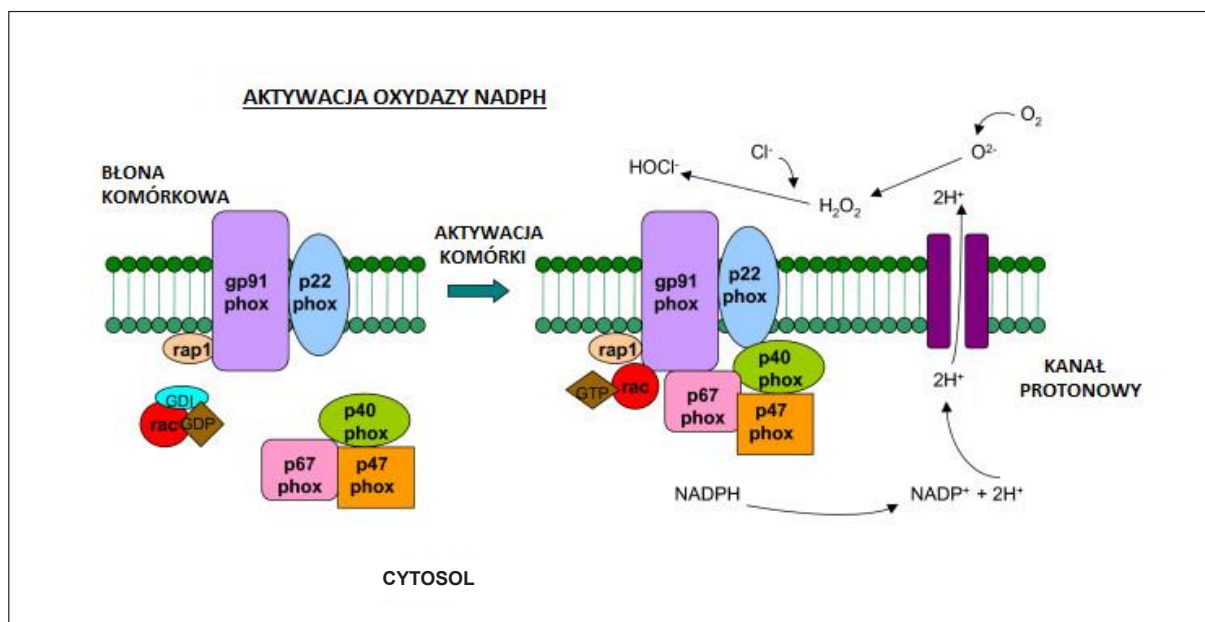 AKTYWACJA OXYDAZY NADPH
BŁONA
KOMÓRKOWA
gp91
phox
p22
phox
rap1
GDI
rac
GDP
p40
phox
p67
phox
p47
phox
AKTYWACJA
KOMÓRKI
HOCl⁻
Cl⁻
H₂O₂
O²⁻
O₂
2H⁺
gp91
phox
p22
phox
rap1
GTP
rac
p40
phox
p67
phox
p47
phox
2H⁺
KANAŁ
PROTONOWY
NADPH
NADP⁺ + 2H⁺
CYTOSOL